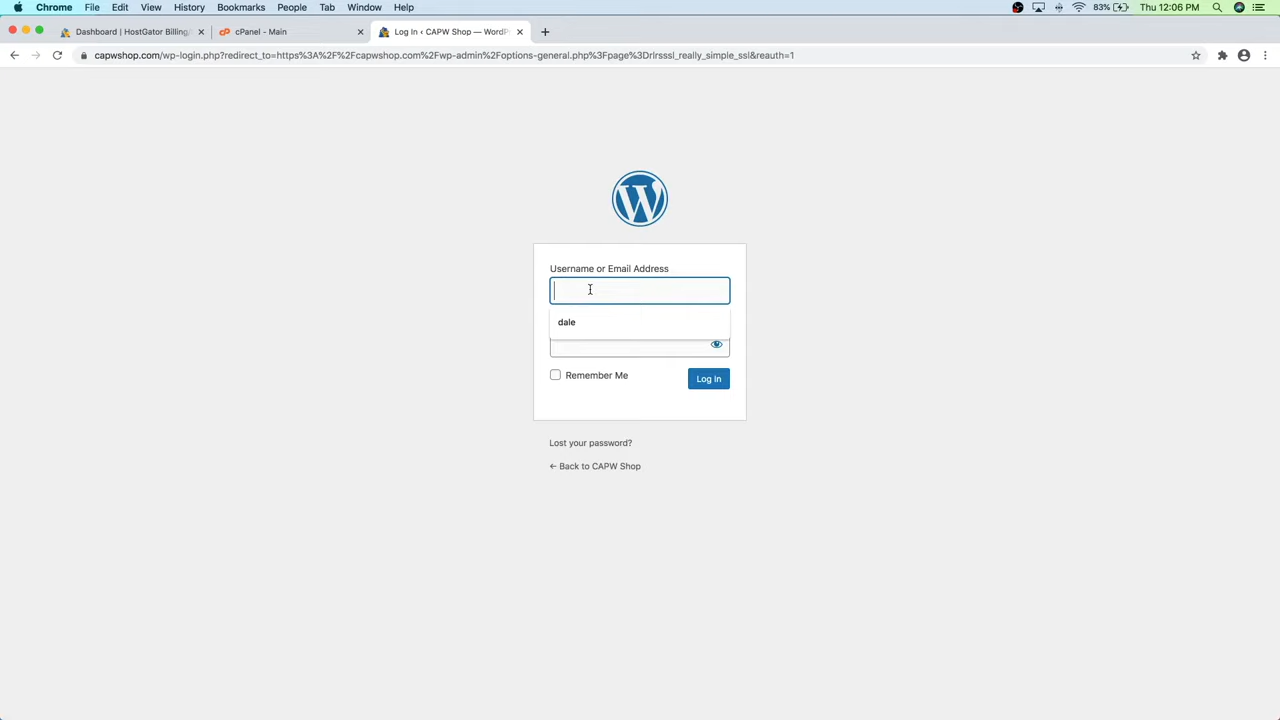 Chrome File Edit View History Bookmarks People Tab Window Help 83% Thu 12:06 PM
Dashboard | HostGator Billing/ cPanel - Main Log In ‹ CAPW Shop — WordPr
capwshop.com/wp-login.php?redirect_to=https%3A%2F%2Fcapwshop.com%2Fwp-admin%2Foptions-general.php%3Fpage%3Drlrsssl_really_simple_ssl&reauth=1
Username or Email Address
dale
Remember Me
Log In
Lost your password?
← Back to CAPW Shop